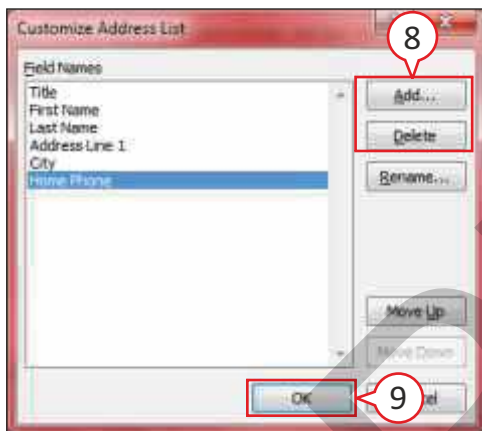 Customize Address List
8
Field Names
Title
First Name
Last Name
Address Line 1
City
Home Phone
Add...
Delete
Rename...
Move Up
Move Down
OK
9